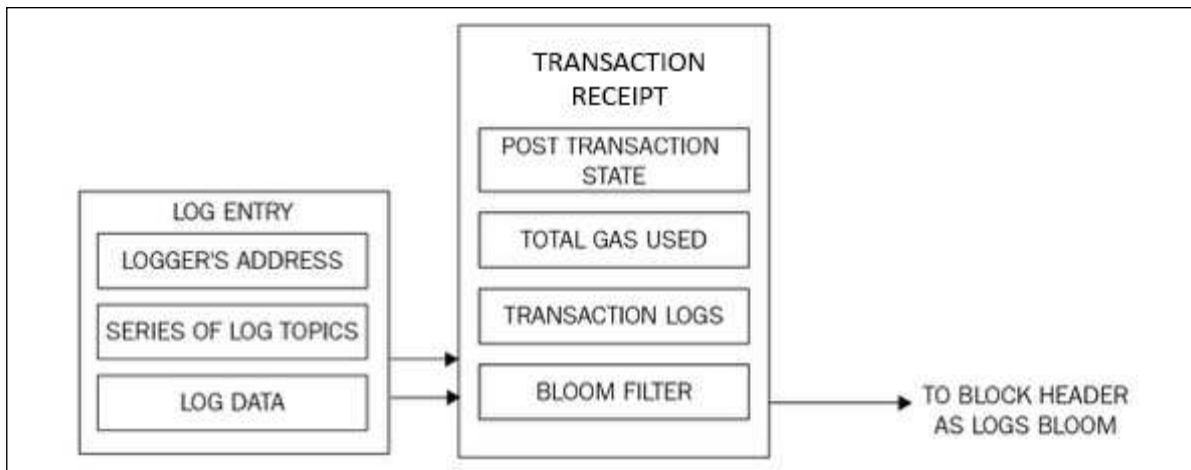 LOG ENTRY
LOGGER'S ADDRESS
SERIES OF LOG TOPICS
LOG DATA
TRANSACTION
RECEIPT
POST TRANSACTION
STATE
TOTAL GAS USED
TRANSACTION LOGS
BLOOM FILTER
TO BLOCK HEADER
AS LOGS BLOOM